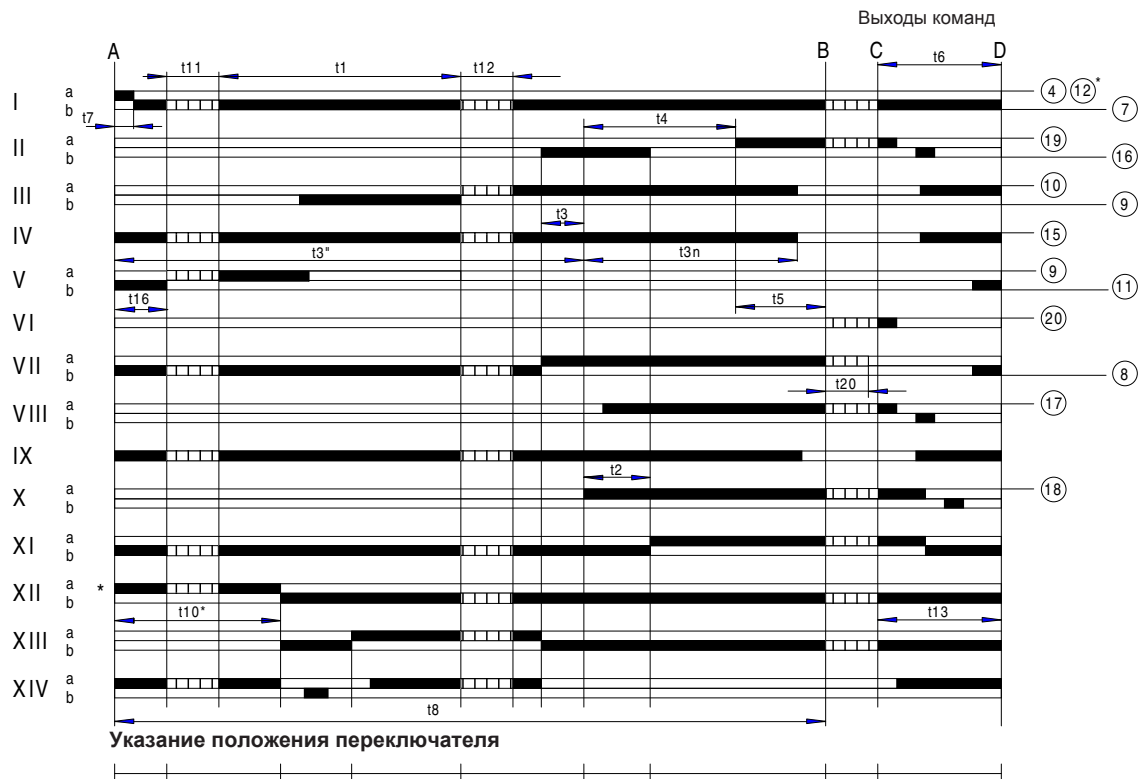 Выходы команд
A B C D
t11 t1 t12 t6
I a b 4 12* 7
t7
t4
II a b 19 16
III a b 10 9
t3
IV 15
t3" t3n
V a b 9 11
t16 t5
VI 20
VII a b 8
t20
VIII a b 17
IX
t2
X a b 18
XI a b
XII a b *
t10* t13
XIII a b
XIV a b
t8
Указание положения переключателя